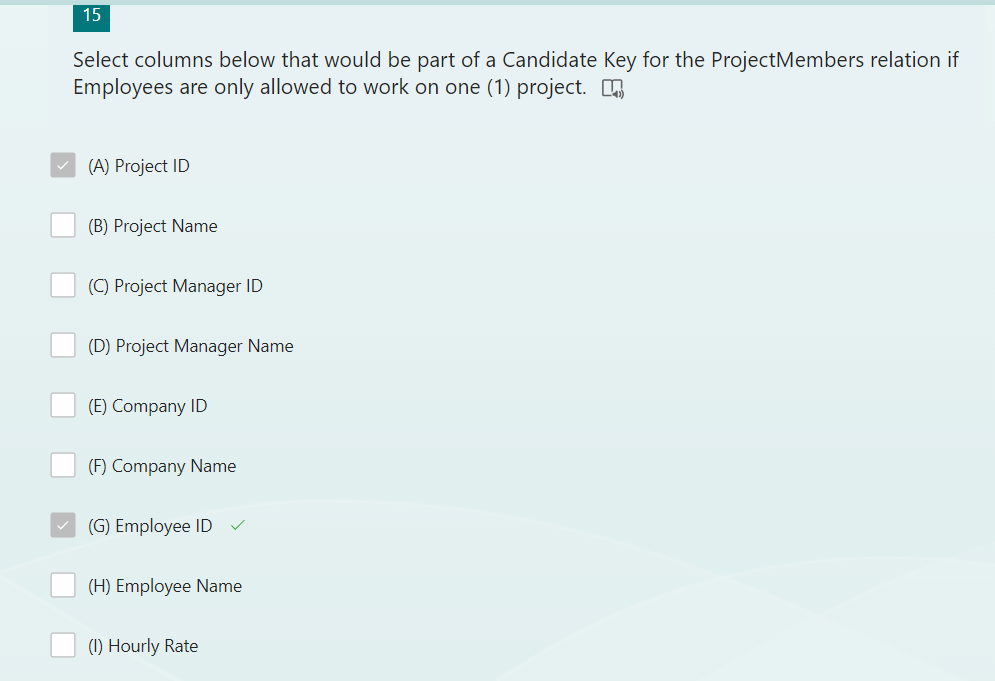 15
Select columns below that would be part of a Candidate Key for the ProjectMembers relation if
Employees are only allowed to work on one (1) project.
(A) Project ID
(B) Project Name
(C) Project Manager ID
(D) Project Manager Name
(E) Company ID
(F) Company Name
(G) Employee ID
(H) Employee Name
(I) Hourly Rate